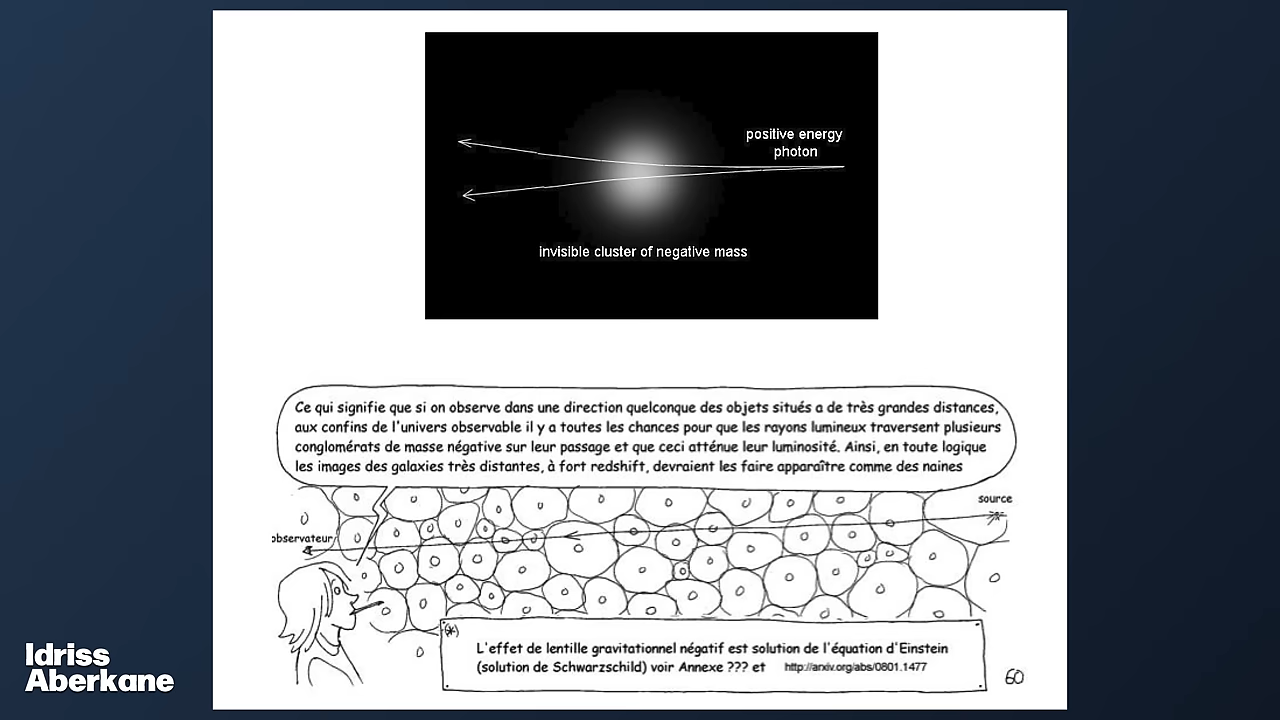 positive energy
photon
invisible cluster of negative mass
Ce qui signifie que si on observe dans une direction quelconque des objets situés a de très grandes distances,
aux confins de l'univers observable il y a toutes les chances pour que les rayons lumineux traversent plusieurs
conglomérats de masse négative sur leur passage et que ceci atténue leur luminosité. Ainsi, en toute logique
les images des galaxies très distantes, à fort redshift, devraient les faire apparaître comme des naines
source
observateur
(*)
L'effet de lentille gravitationnel négatif est solution de l'équation d'Einstein
(solution de Schwarzschild) voir Annexe ??? et http://arxiv.org/abs/0801.1477
60
Idriss
Aberkane